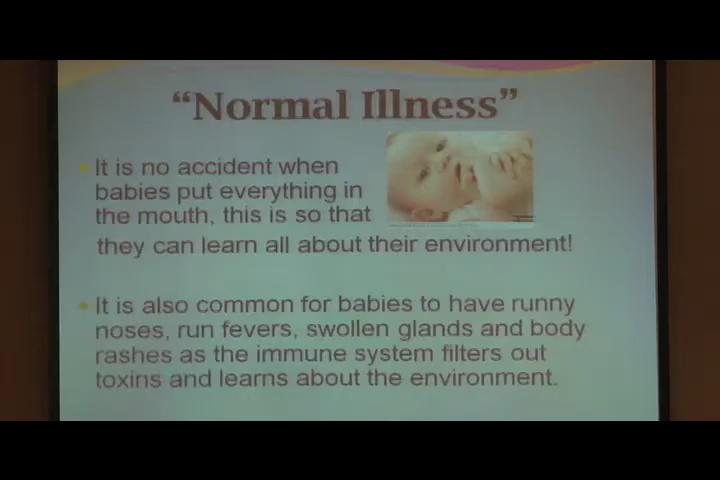 “Normal Illness”
It is no accident when
babies put everything in
the mouth, this is so that
they can learn all about their environment!
It is also common for babies to have runny
noses, run fevers, swollen glands and body
rashes as the immune system filters out
toxins and learns about the environment.